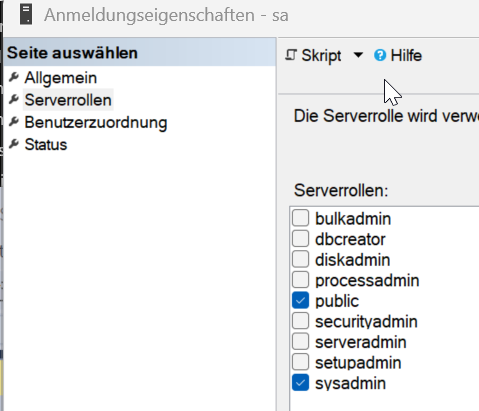 Anmeldungseigenschaften - sa
Seite auswählen
Allgemein
Serverrollen
Benutzerzuordnung
Status
Skript
Hilfe
Die Serverrolle wird
Serverrollen:
bulkadmin
dbcreator
diskadmin
processadmin
public
securityadmin
serveradmin
setupadmin
sysadmin